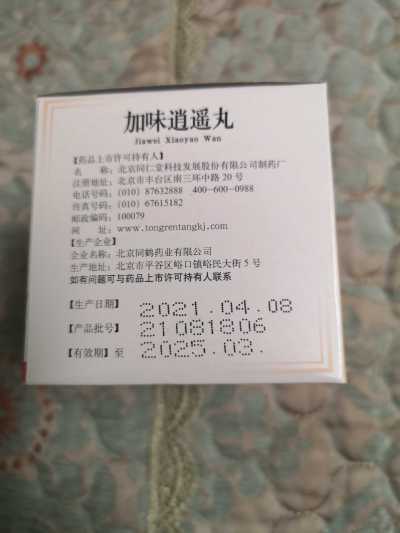 加味逍遥丸
Jiawei Xiaoyao Wan
【药品上市许可持有人】
名　　称：北京同仁堂科技发展股份有限公司制药厂
注册地址：北京市丰台区南三环中路20号
电话号码：(010) 87632888　400-600-0988
传真号码：(010) 67615182
邮政编码：100079
网　　址：www.tongrentangkj.com
【生产企业】
企业名称：北京同鹤药业有限公司
生产地址：北京市平谷区峪口镇峪民大街5号
如有问题可与药品上市许可持有人联系
【生产日期】 2021.04.08
【产品批号】 21081806
【有效期】至 2025.03.